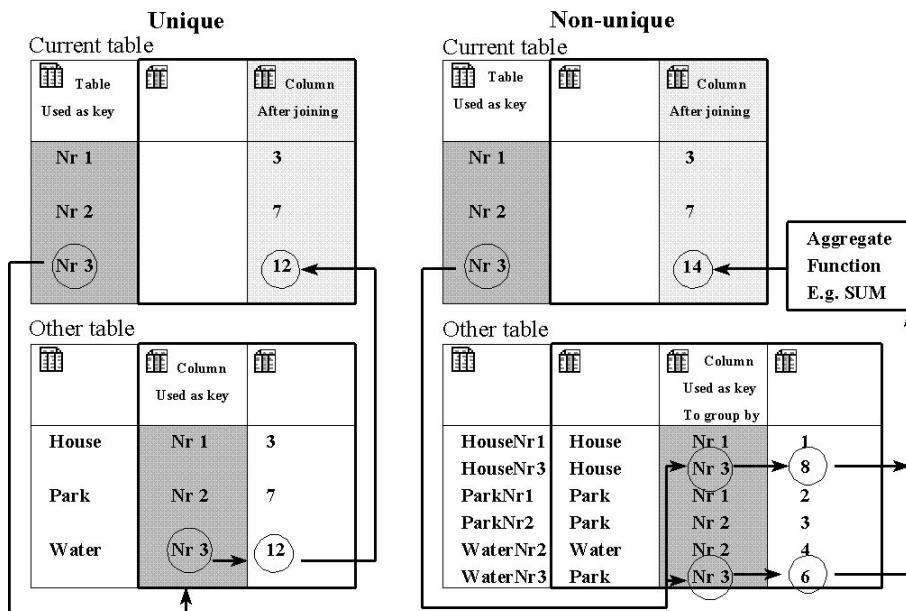 Unique
Current table
Table
Used as key
Column
After joining
Nr 1
3
Nr 2
7
Nr 3
12
Other table
Column
Used as key
House
Nr 1
3
Park
Nr 2
7
Water
Nr 3
12
Non-unique
Current table
Table
Used as key
Column
After joining
Nr 1
3
Nr 2
7
Nr 3
14
Aggregate
Function
E.g. SUM
Other table
Column
Used as key
To group by
HouseNr1 House Nr 1 1
HouseNr3 House Nr 3 8
ParkNr1 Park Nr 1 2
ParkNr2 Park Nr 2 3
WaterNr2 Water Nr 2 4
WaterNr3 Park Nr 3 6